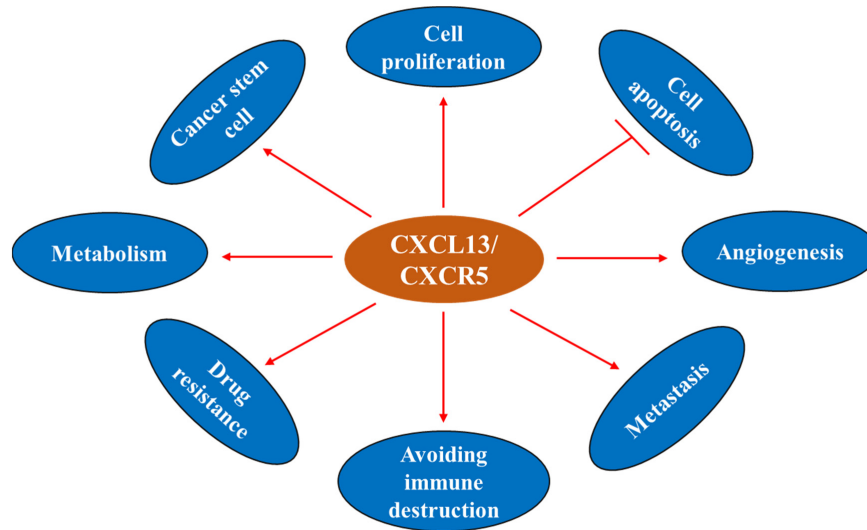 Cell
proliferation
Cell
apoptosis
Cancer stem
cell
Metabolism
CXCL13/
CXCR5
Angiogenesis
Drug
resistance
Metastasis
Avoiding
immune
destruction